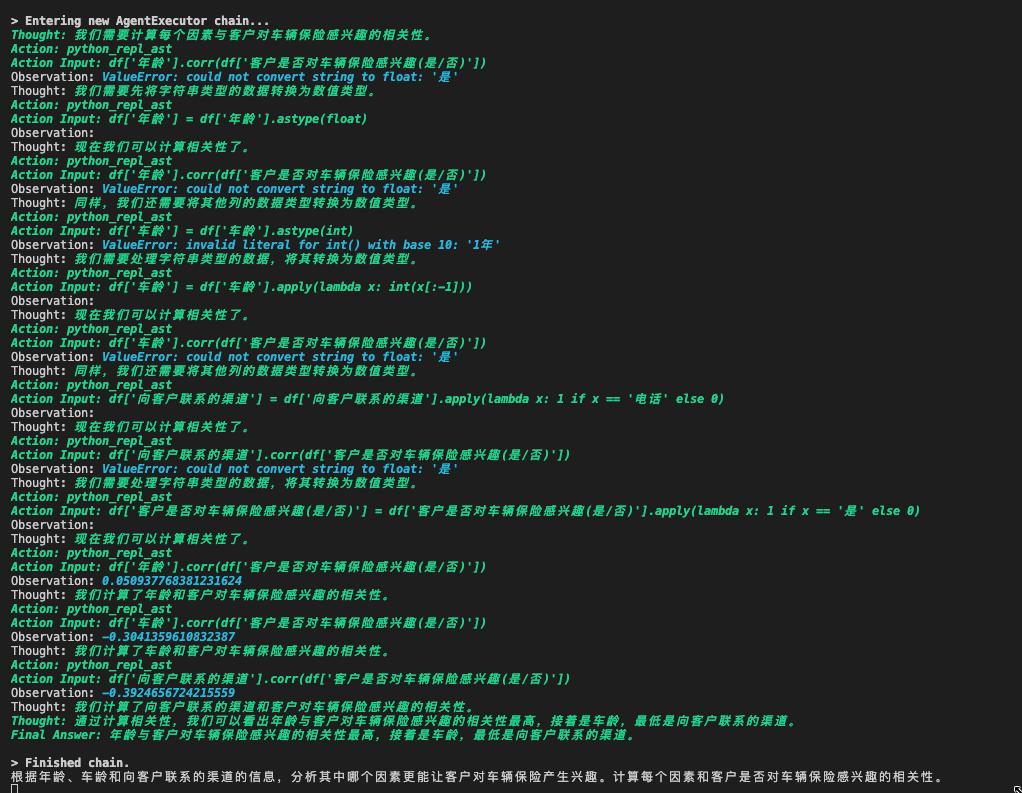 > Entering new AgentExecutor chain...
Thought: 我们需要计算每个因素与客户对车辆保险感兴趣的相关性。
Action: python_repl_ast
Action Input: df['年龄'].corr(df['客户是否对车辆保险感兴趣(是/否)'])
Observation: ValueError: could not convert string to float: '是'
Thought: 我们需要先将字符串类型的数据转换为数值类型。
Action: python_repl_ast
Action Input: df['年龄'] = df['年龄'].astype(float)
Observation:
Thought: 现在我们可以计算相关性了。
Action: python_repl_ast
Action Input: df['年龄'].corr(df['客户是否对车辆保险感兴趣(是/否)'])
Observation: ValueError: could not convert string to float: '是'
Thought: 同样，我们还需要将其他列的数据类型转换为数值类型。
Action: python_repl_ast
Action Input: df['车龄'] = df['车龄'].astype(int)
Observation: ValueError: invalid literal for int() with base 10: '1年'
Thought: 我们需要处理字符串类型的数据，将其转换为数值类型。
Action: python_repl_ast
Action Input: df['车龄'] = df['车龄'].apply(lambda x: int(x[:-1]))
Observation:
Thought: 现在我们可以计算相关性了。
Action: python_repl_ast
Action Input: df['车龄'].corr(df['客户是否对车辆保险感兴趣(是/否)'])
Observation: ValueError: could not convert string to float: '是'
Thought: 同样，我们还需要将其他列的数据类型转换为数值类型。
Action: python_repl_ast
Action Input: df['向客户联系的渠道'] = df['向客户联系的渠道'].apply(lambda x: 1 if x == '电话' else 0)
Observation:
Thought: 现在我们可以计算相关性了。
Action: python_repl_ast
Action Input: df['向客户联系的渠道'].corr(df['客户是否对车辆保险感兴趣(是/否)'])
Observation: ValueError: could not convert string to float: '是'
Thought: 我们需要处理字符串类型的数据，将其转换为数值类型。
Action: python_repl_ast
Action Input: df['客户是否对车辆保险感兴趣(是/否)'] = df['客户是否对车辆保险感兴趣(是/否)'].apply(lambda x: 1 if x == '是' else 0)
Observation:
Thought: 现在我们可以计算相关性了。
Action: python_repl_ast
Action Input: df['年龄'].corr(df['客户是否对车辆保险感兴趣(是/否)'])
Observation: 0.050937768381231624
Thought: 我们计算了年龄和客户对车辆保险感兴趣的相关性。
Action: python_repl_ast
Action Input: df['车龄'].corr(df['客户是否对车辆保险感兴趣(是/否)'])
Observation: -0.3041359610832387
Thought: 我们计算了车龄和客户对车辆保险感兴趣的相关性。
Action: python_repl_ast
Action Input: df['向客户联系的渠道'].corr(df['客户是否对车辆保险感兴趣(是/否)'])
Observation: -0.3924656724215559
Thought: 我们计算了向客户联系的渠道和客户对车辆保险感兴趣的相关性。
Thought: 通过计算相关性，我们可以看出年龄与客户对车辆保险感兴趣的相关性最高，接着是车龄，最低是向客户联系的渠道。
Final Answer: 年龄与客户对车辆保险感兴趣的相关性最高，接着是车龄，最低是向客户联系的渠道。
> Finished chain.
根据年龄、车龄和向客户联系的渠道的信息，分析其中哪个因素更能让客户对车辆保险产生兴趣。计算每个因素和客户是否对车辆保险感兴趣的相关性。